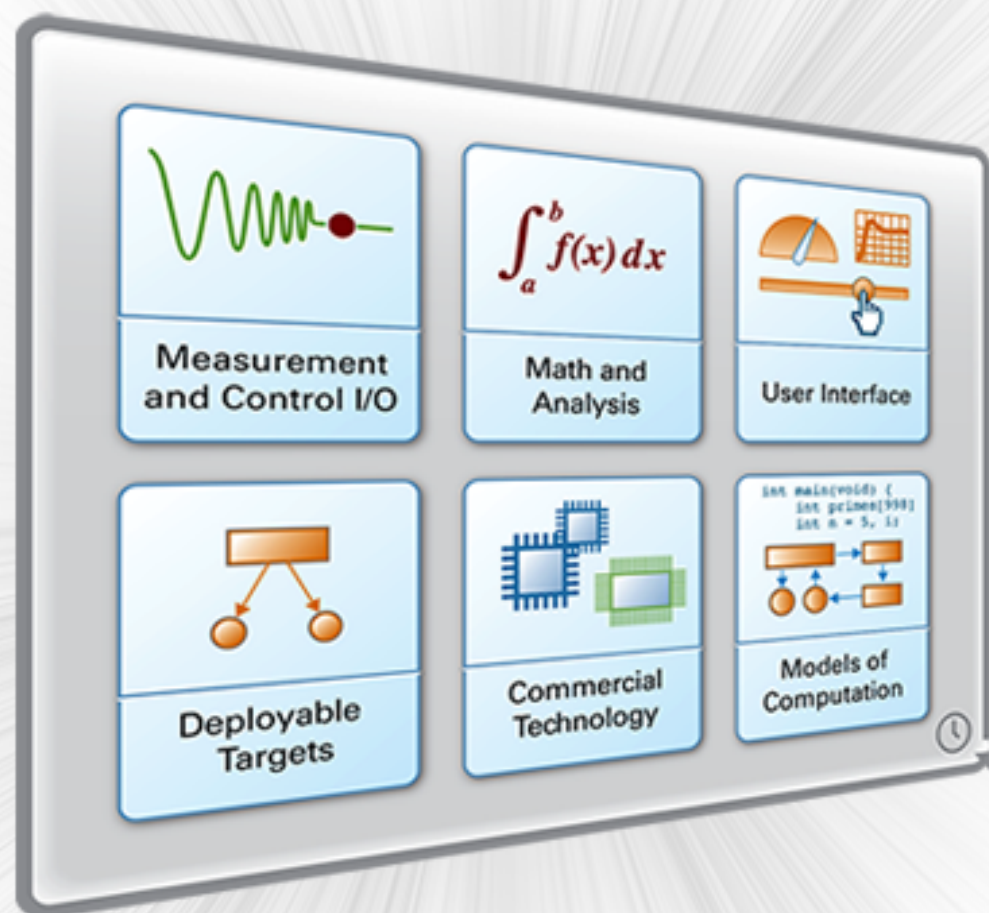 Measurement
and Control I/O
∫ₐᵇ f(x) dx
Math and
Analysis
User Interface
Deployable
Targets
Commercial
Technology
int main(void) {
int primes[998]
int n = 5, i;
Models of
Computation